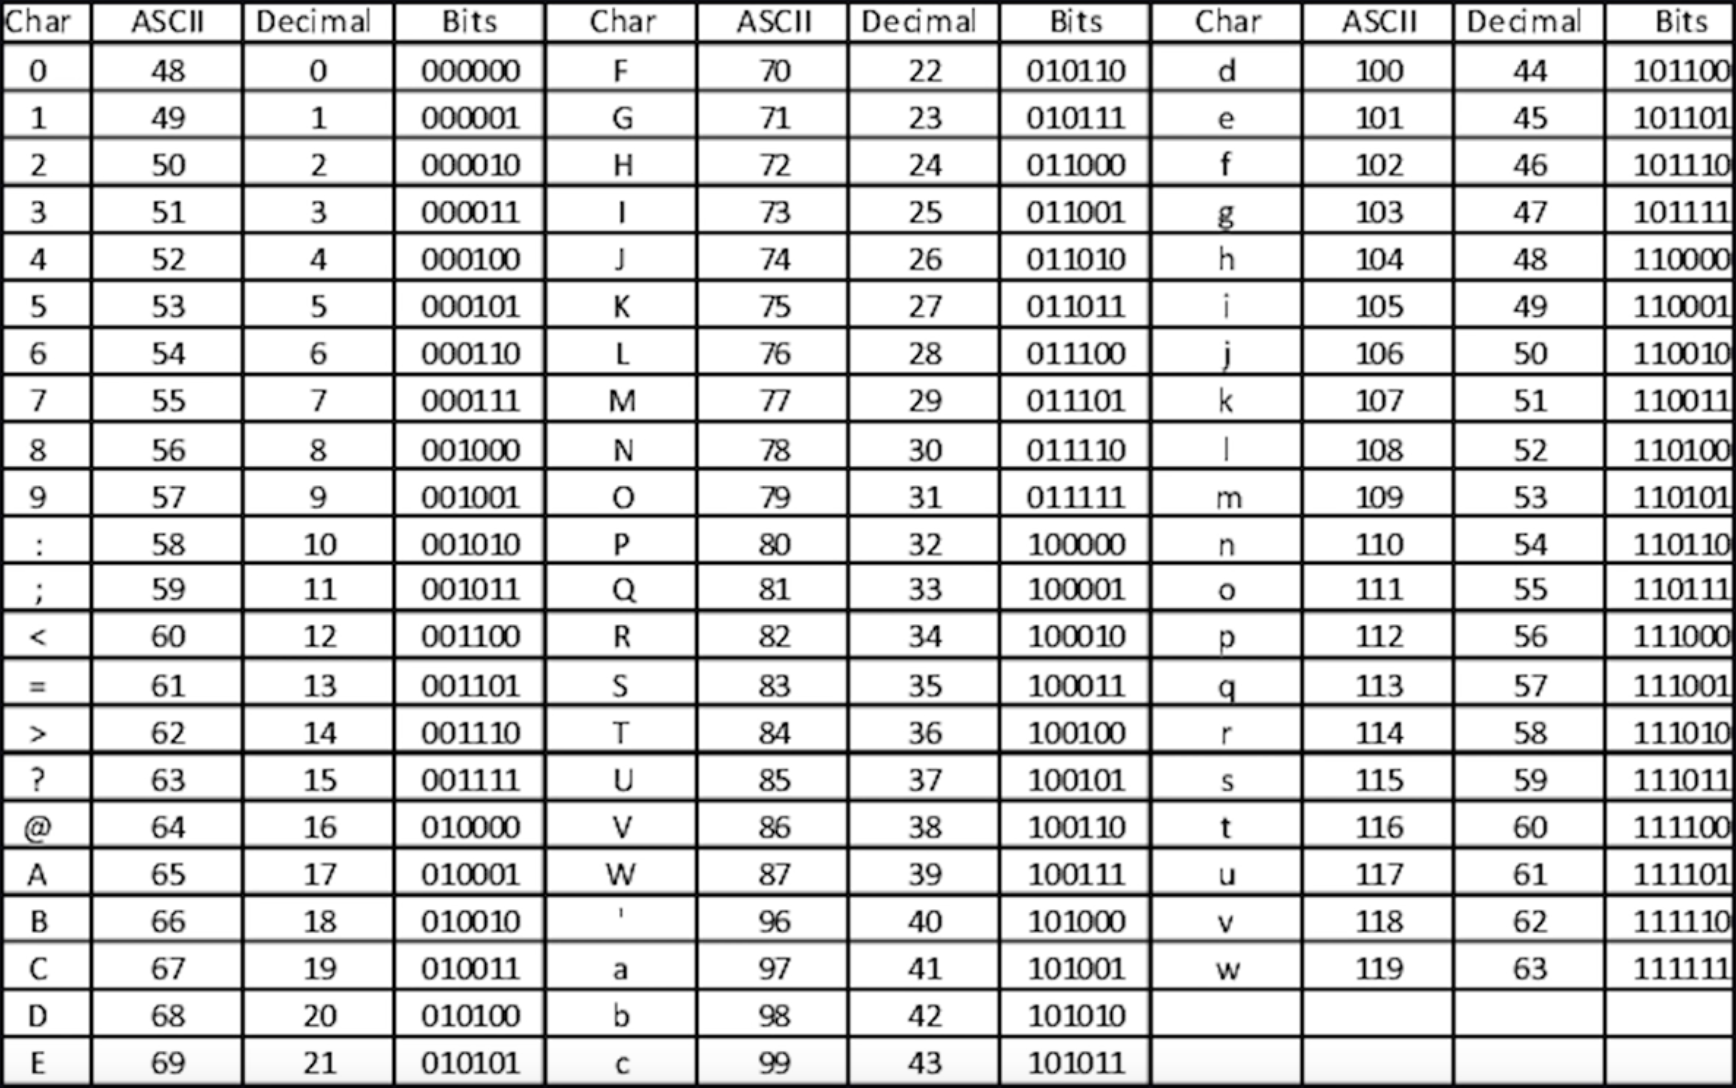 Char ASCII Decimal Bits Char ASCII Decimal Bits Char ASCII Decimal Bits
0 48 0 000000 F 70 22 010110 d 100 44 101100
1 49 1 000001 G 71 23 010111 e 101 45 101101
2 50 2 000010 H 72 24 011000 f 102 46 101110
3 51 3 000011 I 73 25 011001 g 103 47 101111
4 52 4 000100 J 74 26 011010 h 104 48 110000
5 53 5 000101 K 75 27 011011 i 105 49 110001
6 54 6 000110 L 76 28 011100 j 106 50 110010
7 55 7 000111 M 77 29 011101 k 107 51 110011
8 56 8 001000 N 78 30 011110 l 108 52 110100
9 57 9 001001 O 79 31 011111 m 109 53 110101
: 58 10 001010 P 80 32 100000 n 110 54 110110
; 59 11 001011 Q 81 33 100001 o 111 55 110111
< 60 12 001100 R 82 34 100010 p 112 56 111000
= 61 13 001101 S 83 35 100011 q 113 57 111001
> 62 14 001110 T 84 36 100100 r 114 58 111010
? 63 15 001111 U 85 37 100101 s 115 59 111011
@ 64 16 010000 V 86 38 100110 t 116 60 111100
A 65 17 010001 W 87 39 100111 u 117 61 111101
B 66 18 010010 ' 96 40 101000 v 118 62 111110
C 67 19 010011 a 97 41 101001 w 119 63 111111
D 68 20 010100 b 98 42 101010
E 69 21 010101 c 99 43 101011